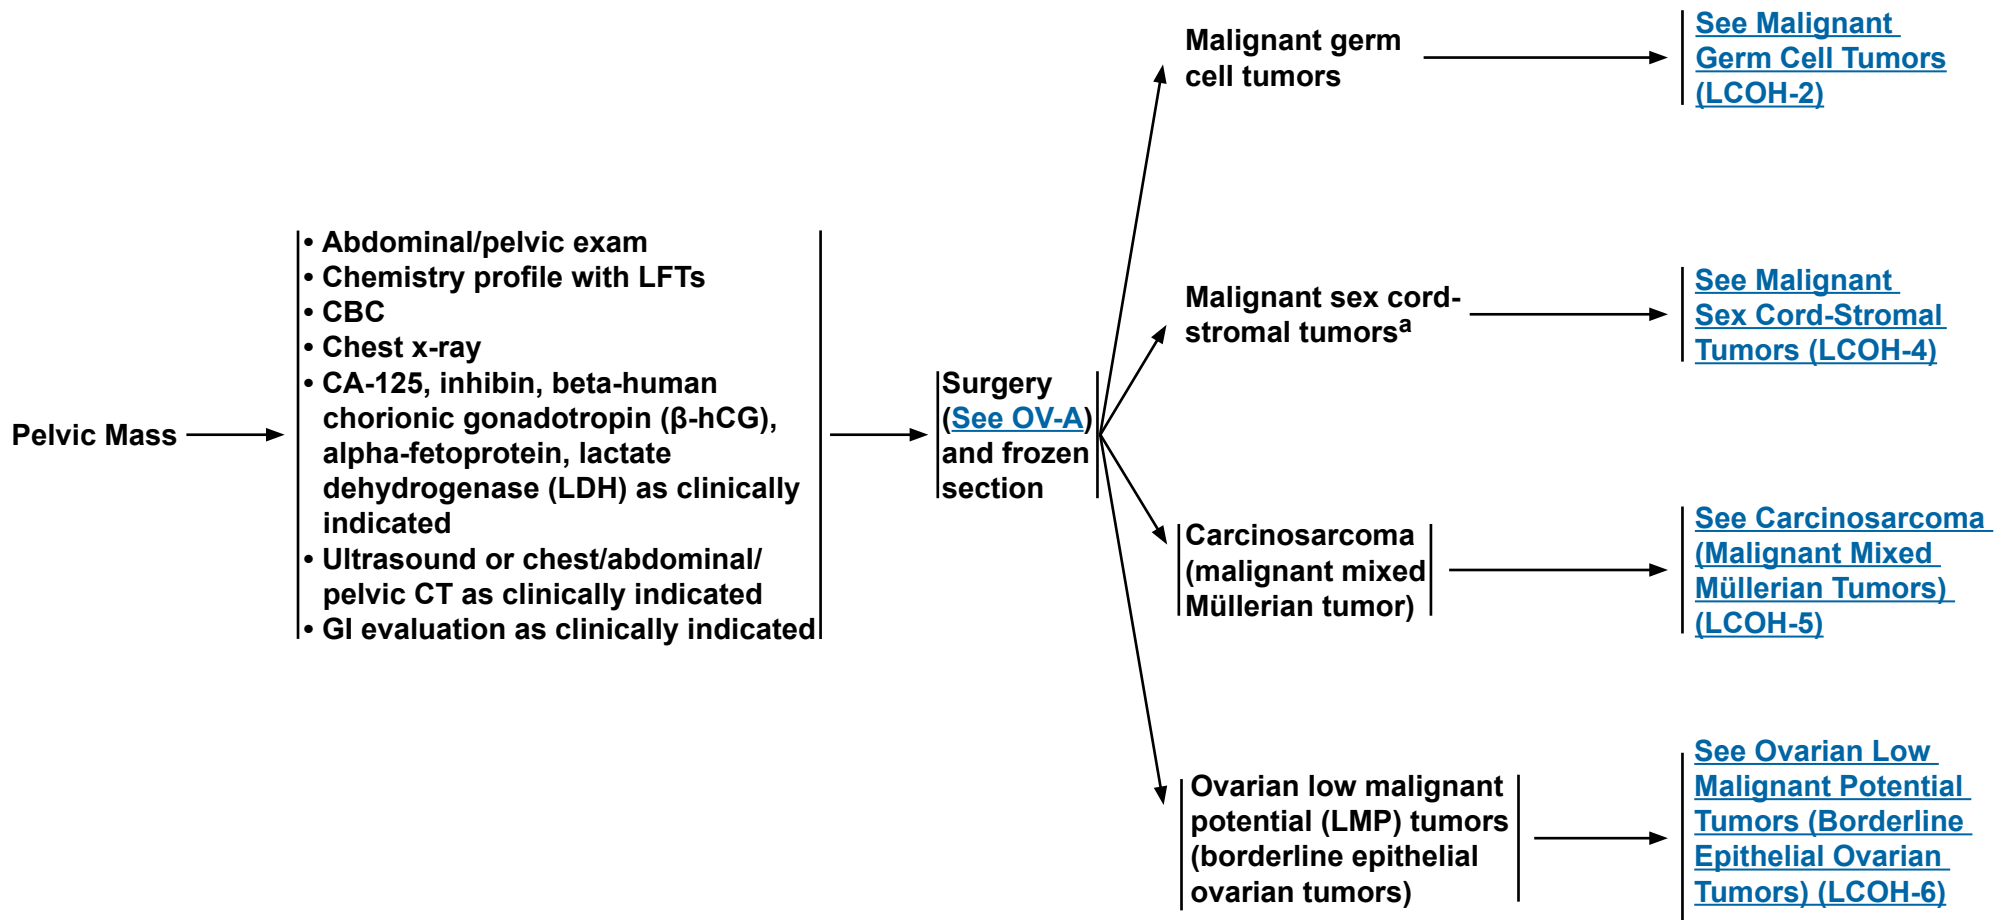 Pelvic Mass
• Abdominal/pelvic exam
• Chemistry profile with LFTs
• CBC
• Chest x-ray
• CA-125, inhibin, beta-human
chorionic gonadotropin (β-hCG),
alpha-fetoprotein, lactate
dehydrogenase (LDH) as clinically
indicated
• Ultrasound or chest/abdominal/
pelvic CT as clinically indicated
• GI evaluation as clinically indicated
Surgery
(See OV-A)
and frozen
section
Malignant germ
cell tumors
See Malignant
Germ Cell Tumors
(LCOH-2)
Malignant sex cord-
stromal tumorsª
See Malignant
Sex Cord-Stromal
Tumors (LCOH-4)
Carcinosarcoma
(malignant mixed
Müllerian tumor)
See Carcinosarcoma
(Malignant Mixed
Müllerian Tumors)
(LCOH-5)
Ovarian low malignant
potential (LMP) tumors
(borderline epithelial
ovarian tumors)
See Ovarian Low
Malignant Potential
Tumors (Borderline
Epithelial Ovarian
Tumors) (LCOH-6)